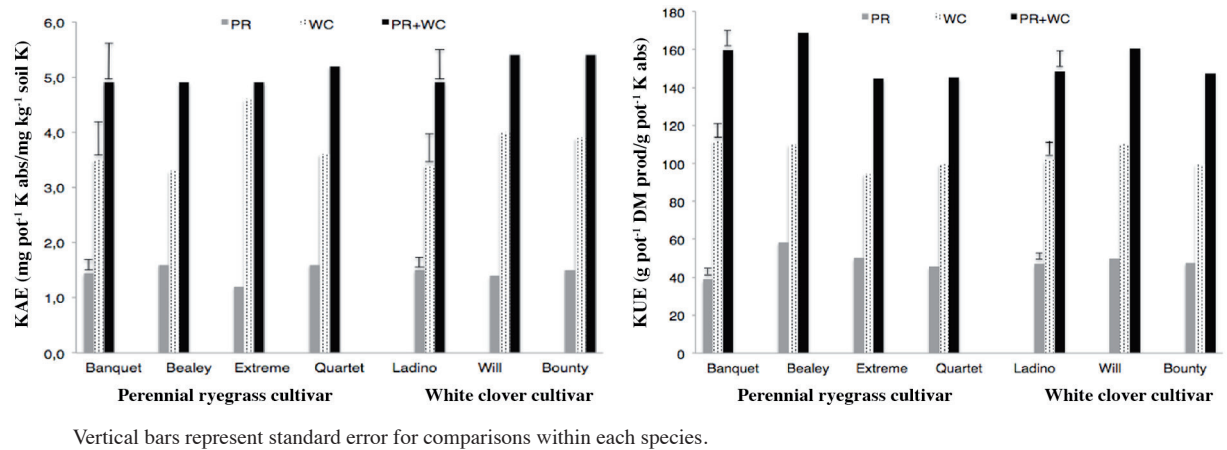 PR WC PR+WC
KAE (mg pot⁻¹ K abs/mg kg⁻¹ soil K)
6,0
5,0
4,0
3,0
2,0
1,0
0,0
Banquet Bealey Extreme Quartet Ladino Will Bounty
Perennial ryegrass cultivar White clover cultivar
PR WC PR+WC
KUE (g pot⁻¹ DM prod/g pot⁻¹ K abs)
180
160
140
120
100
80
60
40
20
0
Banquet Bealey Extreme Quartet Ladino Will Bounty
Perennial ryegrass cultivar White clover cultivar
Vertical bars represent standard error for comparisons within each species.